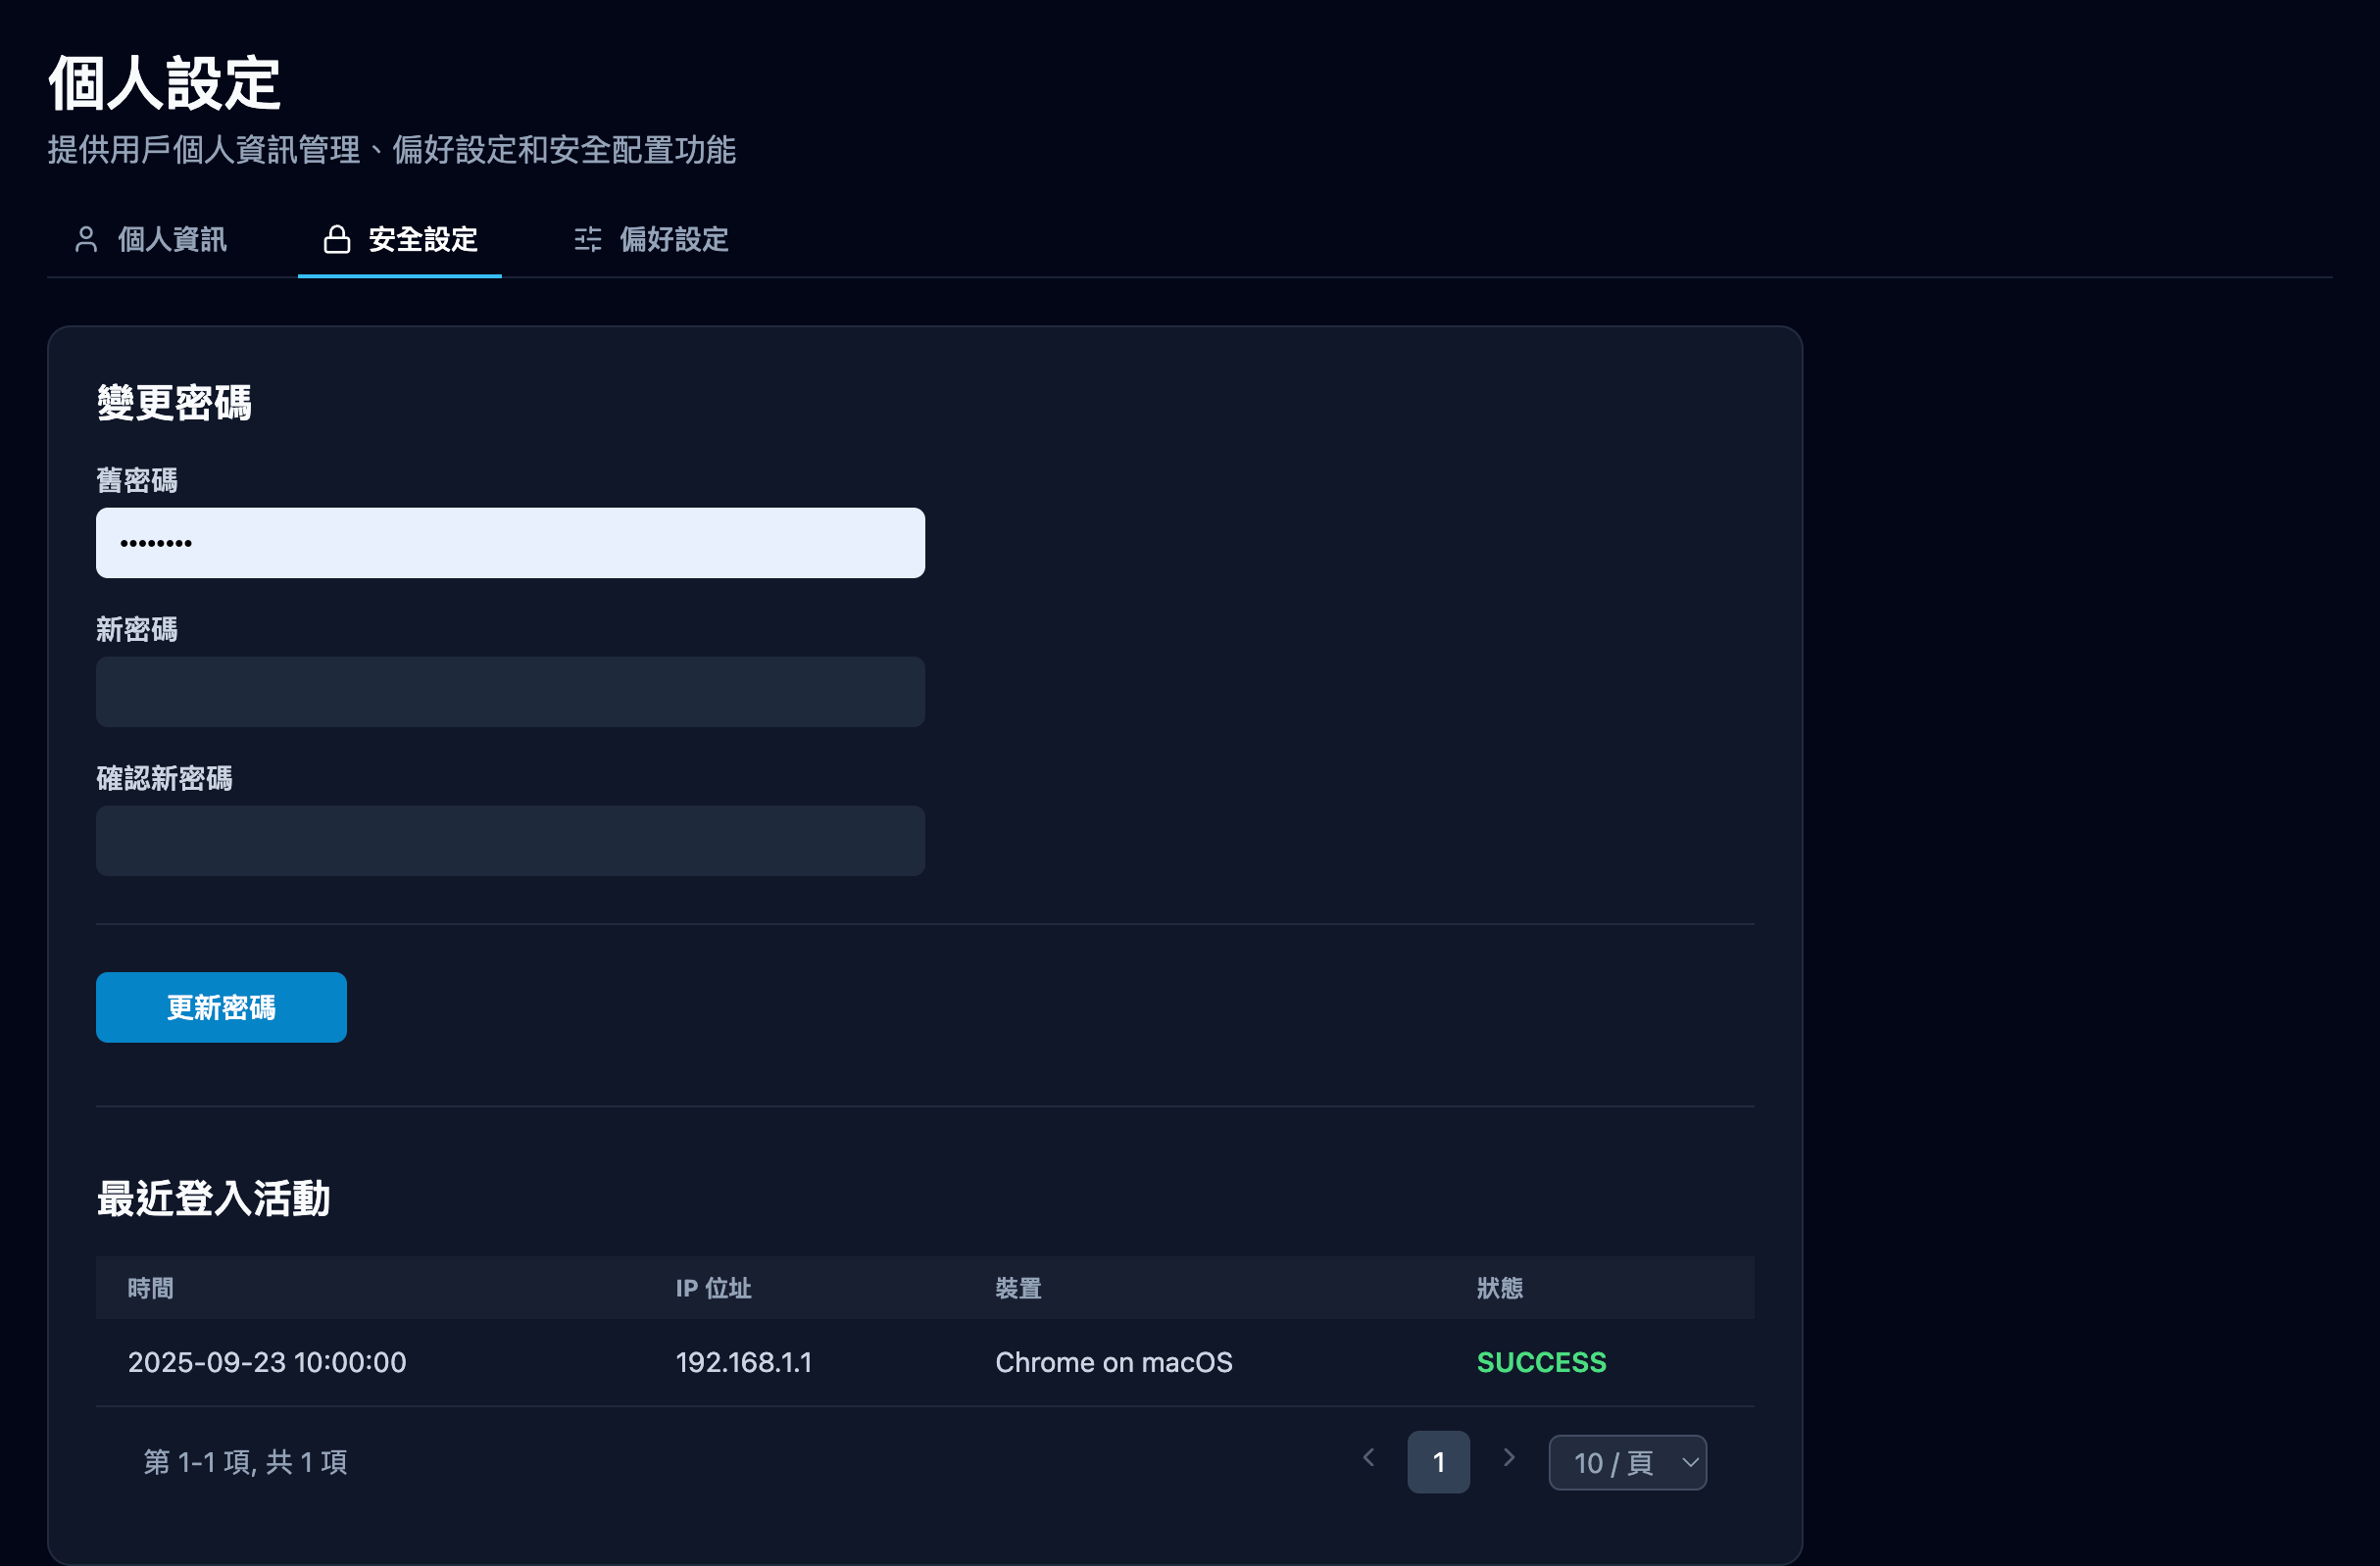 個人設定
提供用戶個人資訊管理、偏好設定和安全配置功能
個人資訊 安全設定 偏好設定
變更密碼
舊密碼
••••••••
新密碼
確認新密碼
更新密碼
最近登入活動
時間 IP 位址 裝置 狀態
2025-09-23 10:00:00 192.168.1.1 Chrome on macOS SUCCESS
第 1-1 項, 共 1 項 1 10 / 頁